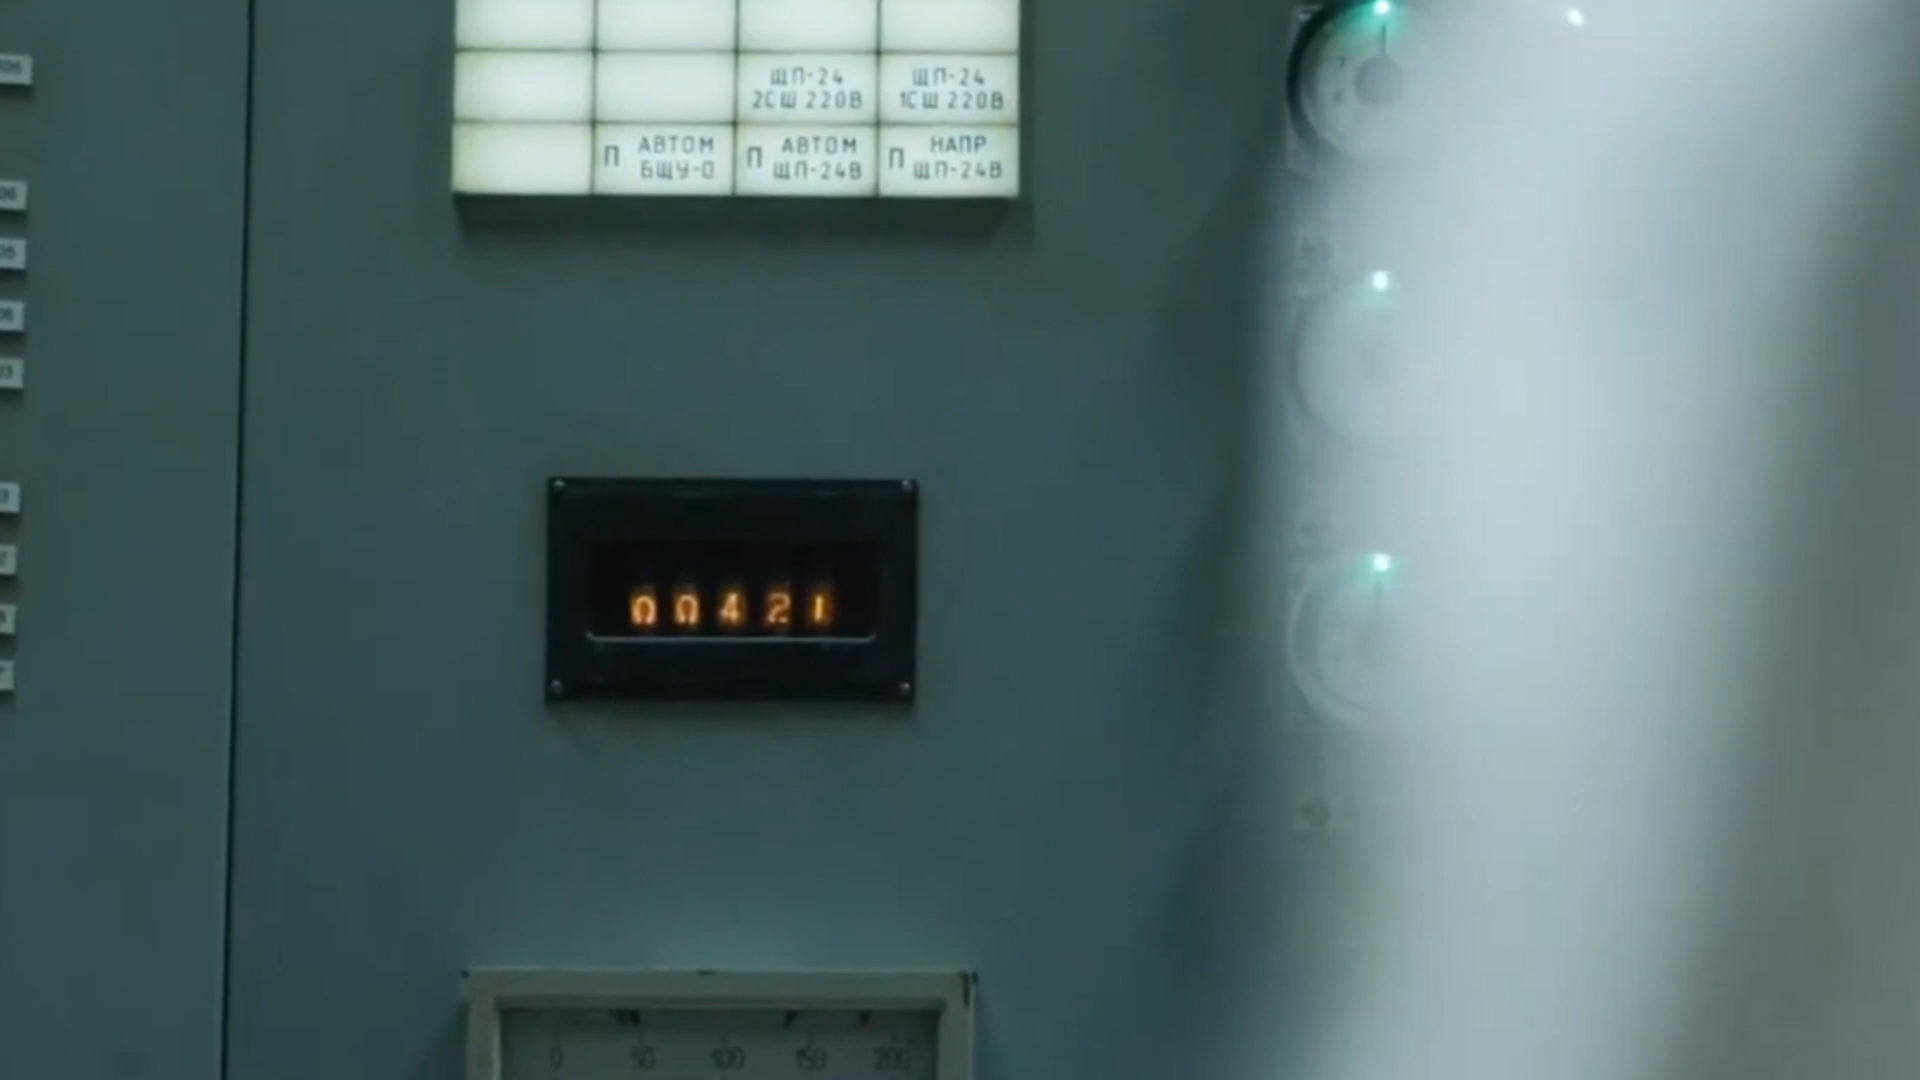 ЩП-24
2СШ 220В
ЩП-24
1СШ 220В
П АВТОМ
БЩУ-0
П АВТОМ
ЩП-24В
П НАПР
ЩП-24В
00421
0 50 100 150 200